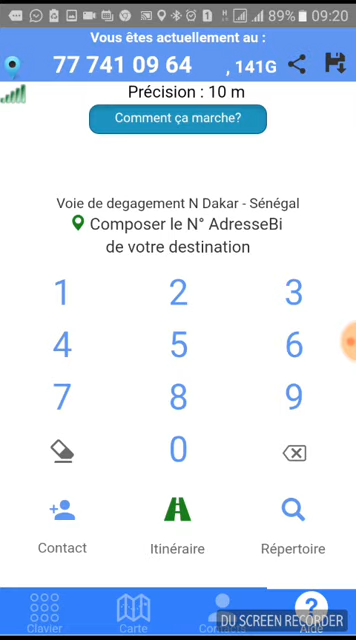 89% 09:20
Vous êtes actuellement au :
77 741 09 64 , 141G
Précision : 10 m
Comment ça marche?
Voie de degagement N Dakar - Sénégal
Composer le N° AdresseBi
de votre destination
1 2 3
4 5 6
7 8 9
0
Contact Itinéraire Répertoire
Clavier Carte
DU SCREEN RECORDER